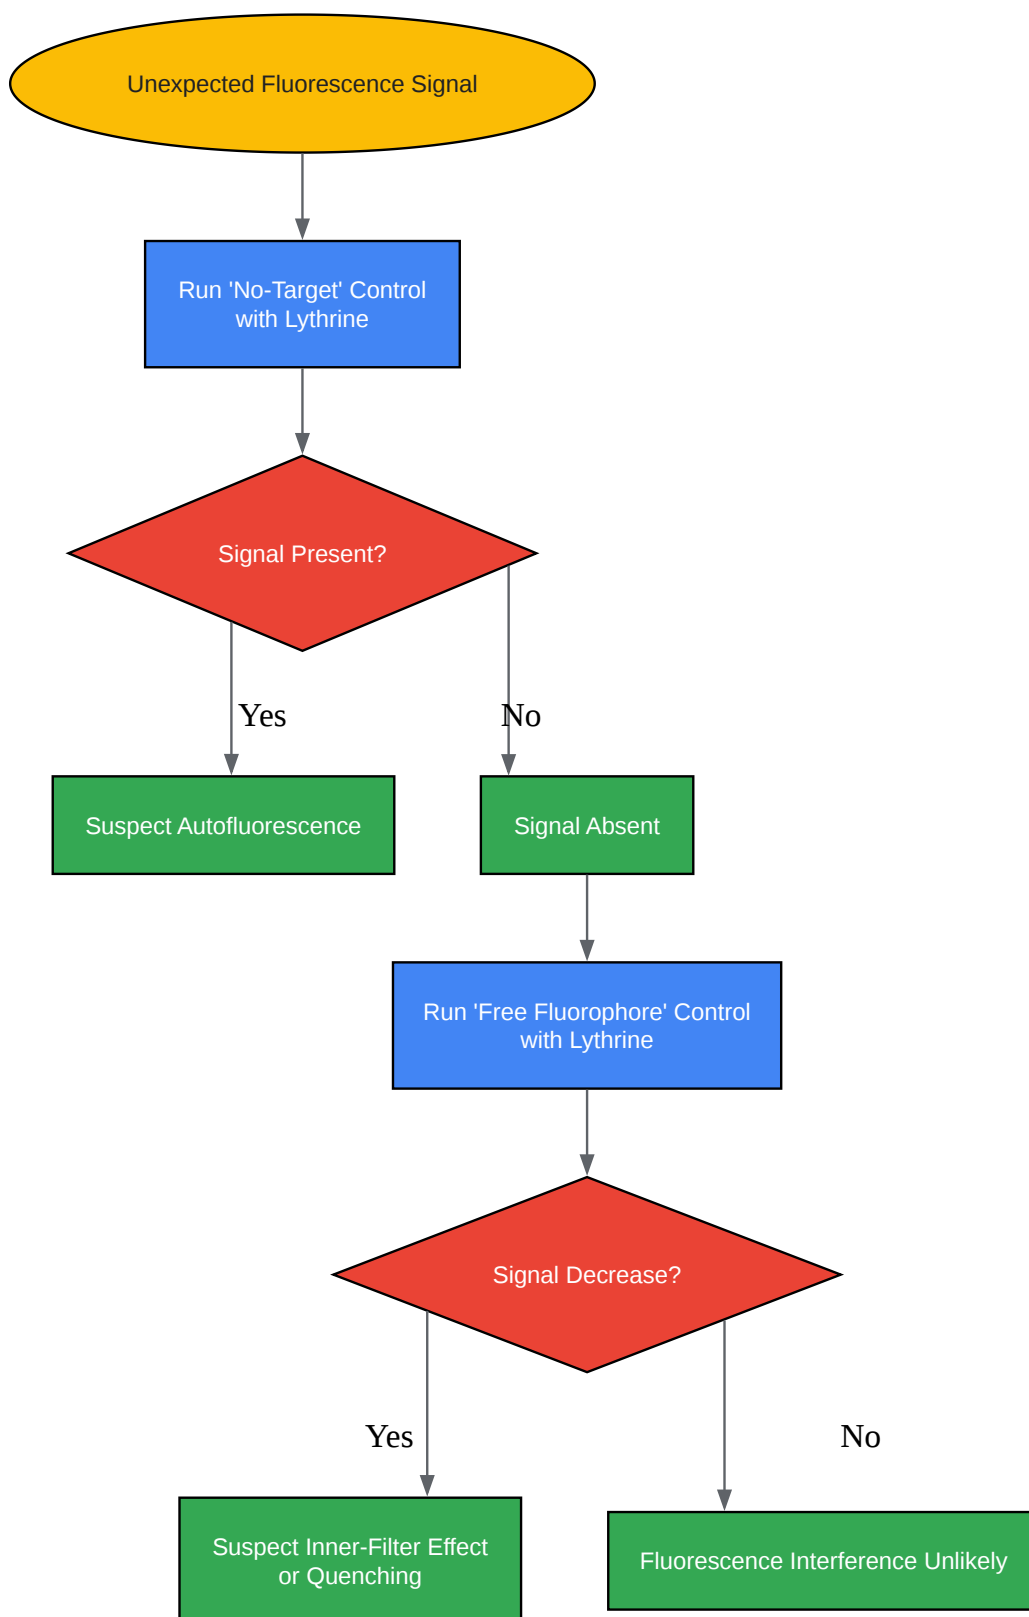 Unexpected Fluorescence Signal
Run 'No-Target' Control
with Lythrine
Signal Present?
Yes
No
Suspect Autofluorescence
Signal Absent
Run 'Free Fluorophore' Control
with Lythrine
Signal Decrease?
Yes
No
Suspect Inner-Filter Effect
or Quenching
Fluorescence Interference Unlikely